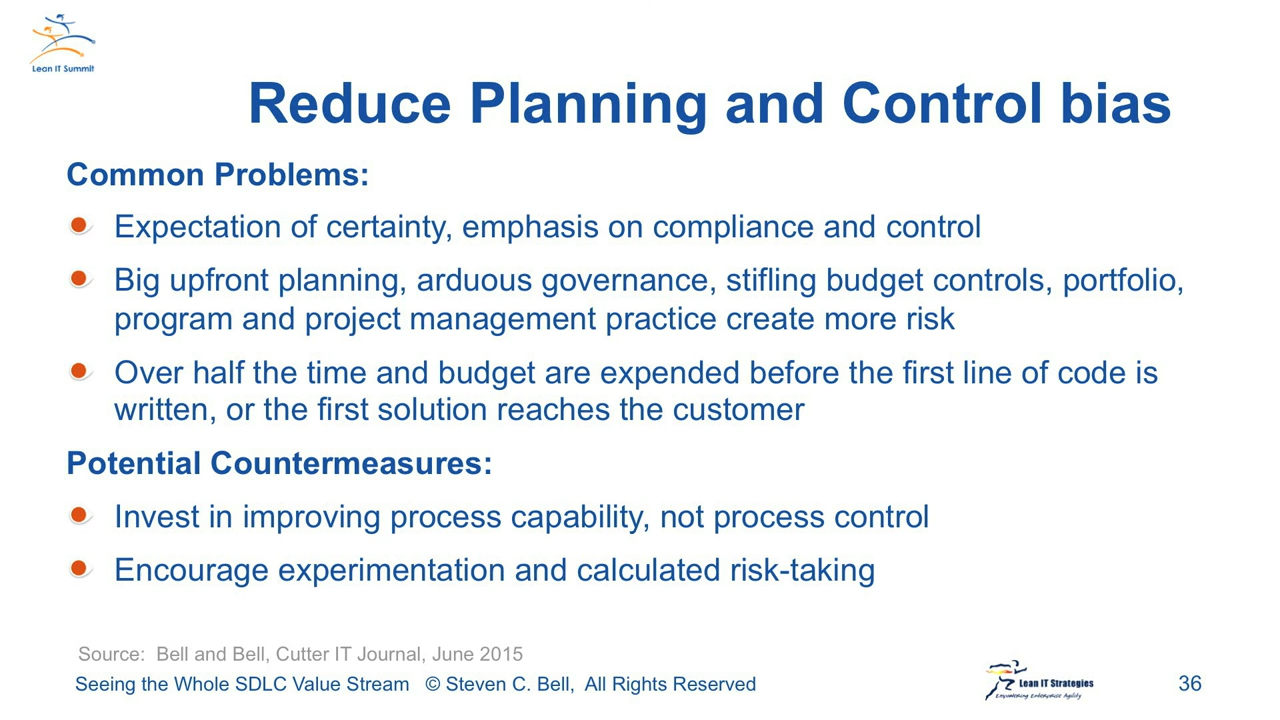 Lean IT Summit
Reduce Planning and Control bias
Common Problems:
Expectation of certainty, emphasis on compliance and control
Big upfront planning, arduous governance, stifling budget controls, portfolio,
program and project management practice create more risk
Over half the time and budget are expended before the first line of code is
written, or the first solution reaches the customer
Potential Countermeasures:
Invest in improving process capability, not process control
Encourage experimentation and calculated risk-taking
Source:  Bell and Bell, Cutter IT Journal, June 2015
Seeing the Whole SDLC Value Stream   © Steven C. Bell,  All Rights Reserved
Lean IT Strategies
Empowering Enterprise Agility
36